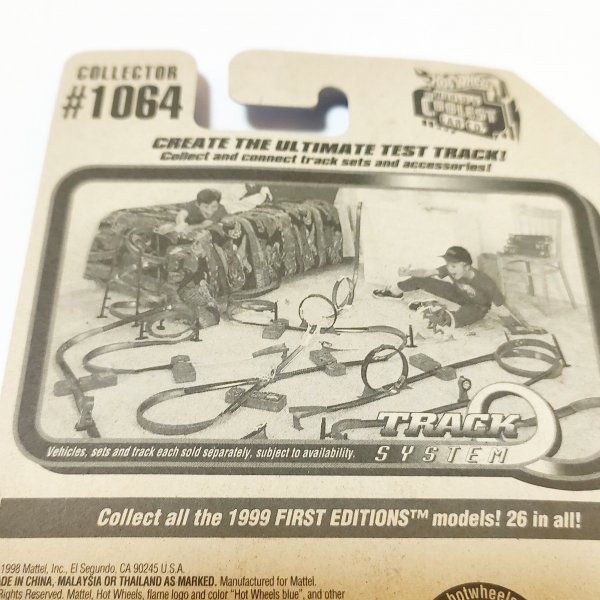 COLLECTOR
#1064
CREATE THE ULTIMATE TEST TRACK!
Collect and connect track sets and accessories!
TRACK
SYSTEM
Vehicles, sets and track each sold separately, subject to availability.
Collect all the 1999 FIRST EDITIONS™ models! 26 in all!
1998 Mattel, Inc., El Segundo, CA 90245 U.S.A.
DE IN CHINA, MALAYSIA OR THAILAND AS MARKED. Manufactured for Mattel.
Rights Reserved. Mattel, Hot Wheels, flame logo and color "Hot Wheels blue", and other
hotwheels